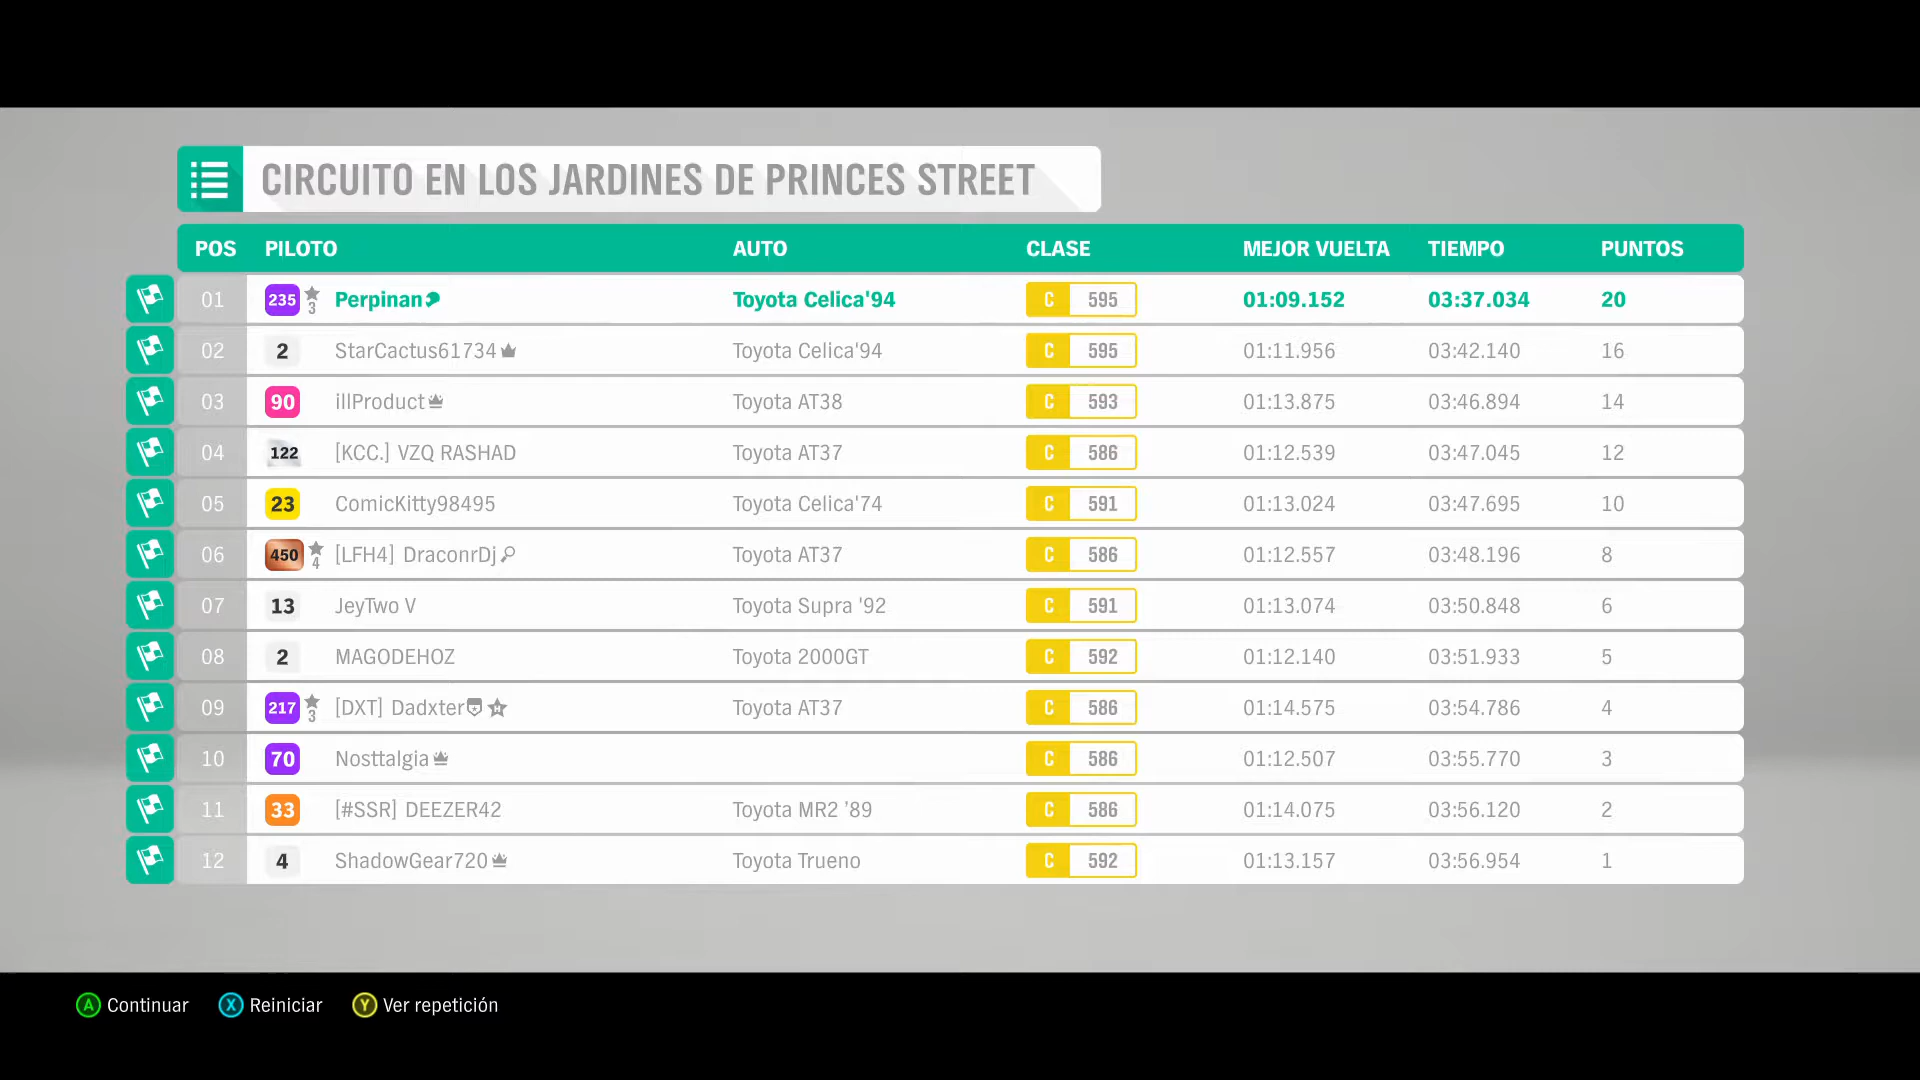 CIRCUITO EN LOS JARDINES DE PRINCES STREET
POS PILOTO AUTO CLASE MEJOR VUELTA TIEMPO PUNTOS
01 235 3 Perpinan Toyota Celica'94 C 595 01:09.152 03:37.034 20
02 2 StarCactus61734 Toyota Celica'94 C 595 01:11.956 03:42.140 16
03 90 illProduct Toyota AT38 C 593 01:13.875 03:46.894 14
04 122 [KCC.] VZQ RASHAD Toyota AT37 C 586 01:12.539 03:47.045 12
05 23 ComicKitty98495 Toyota Celica'74 C 591 01:13.024 03:47.695 10
06 450 4 [LFH4] DraconrDj Toyota AT37 C 586 01:12.557 03:48.196 8
07 13 JeyTwo V Toyota Supra '92 C 591 01:13.074 03:50.848 6
08 2 MAGODEHOZ Toyota 2000GT C 592 01:12.140 03:51.933 5
09 217 3 [DXT] Dadxter Toyota AT37 C 586 01:14.575 03:54.786 4
10 70 Nosttalgia C 586 01:12.507 03:55.770 3
11 33 [#SSR] DEEZER42 Toyota MR2 ’89 C 586 01:14.075 03:56.120 2
12 4 ShadowGear720 Toyota Trueno C 592 01:13.157 03:56.954 1
A Continuar X Reiniciar Y Ver repetición